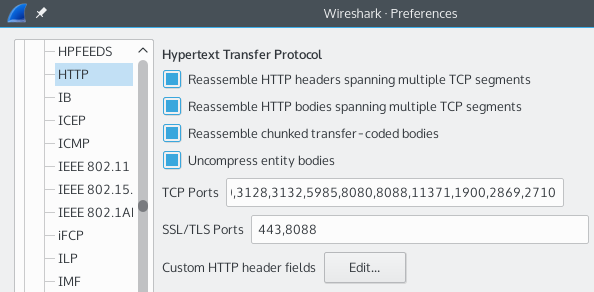 Wireshark · Preferences
HPFEEDS
HTTP
IB
ICEP
ICMP
IEEE 802.11
IEEE 802.15.
IEEE 802.1AI
iFCP
ILP
IMF
Hypertext Transfer Protocol
Reassemble HTTP headers spanning multiple TCP segments
Reassemble HTTP bodies spanning multiple TCP segments
Reassemble chunked transfer-coded bodies
Uncompress entity bodies
TCP Ports ,3128,3132,5985,8080,8088,11371,1900,2869,2710
SSL/TLS Ports 443,8088
Custom HTTP header fields Edit...